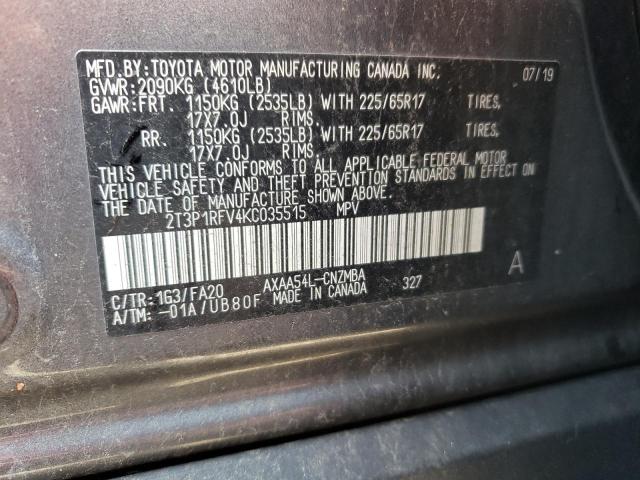 MFD.BY:TOYOTA MOTOR MANUFACTURING CANADA INC. 07/19
GVWR:2090KG (4610LB)
GAWR:FRT. 1150KG (2535LB) WITH 225/65R17 TIRES,
17X7.0J RIMS.
RR. 1150KG (2535LB) WITH 225/65R17 TIRES,
17X7.0J RIMS.
THIS VEHICLE CONFORMS TO ALL APPLICABLE FEDERAL MOTOR
VEHICLE SAFETY AND THEFT PREVENTION STANDARDS IN EFFECT ON
THE DATE OF MANUFACTURE SHOWN ABOVE.
2T3P1RFV4KC035515 MPV
C/TR:1G3/FA20 AXAA54L-CNZMBA 327 A
A/TM:-01A/UB80F MADE IN CANADA